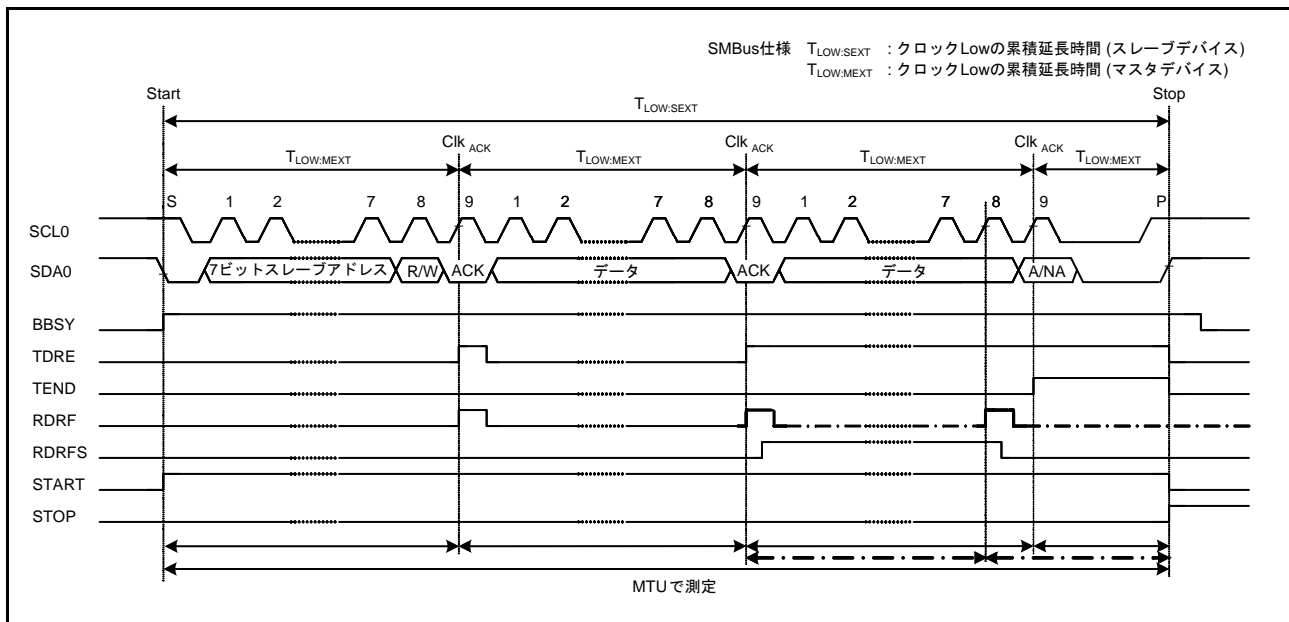 SMBus仕様 TLOW:SEXT : クロックLowの累積延長時間 (スレーブデバイス)
TLOW:MEXT : クロックLowの累積延長時間 (マスタデバイス)
Start Stop
TLOW:SEXT
Clk ACK Clk ACK Clk ACK
TLOW:MEXT TLOW:MEXT TLOW:MEXT TLOW:MEXT
S 1 2 7 8 9 1 2 7 8 9 1 2 7 8 9 P
SCL0
SDA0 7ビットスレーブアドレス R/W ACK データ ACK データ A/NA
BBSY
TDRE
TEND
RDRF
RDRFS
START
STOP
MTUで測定